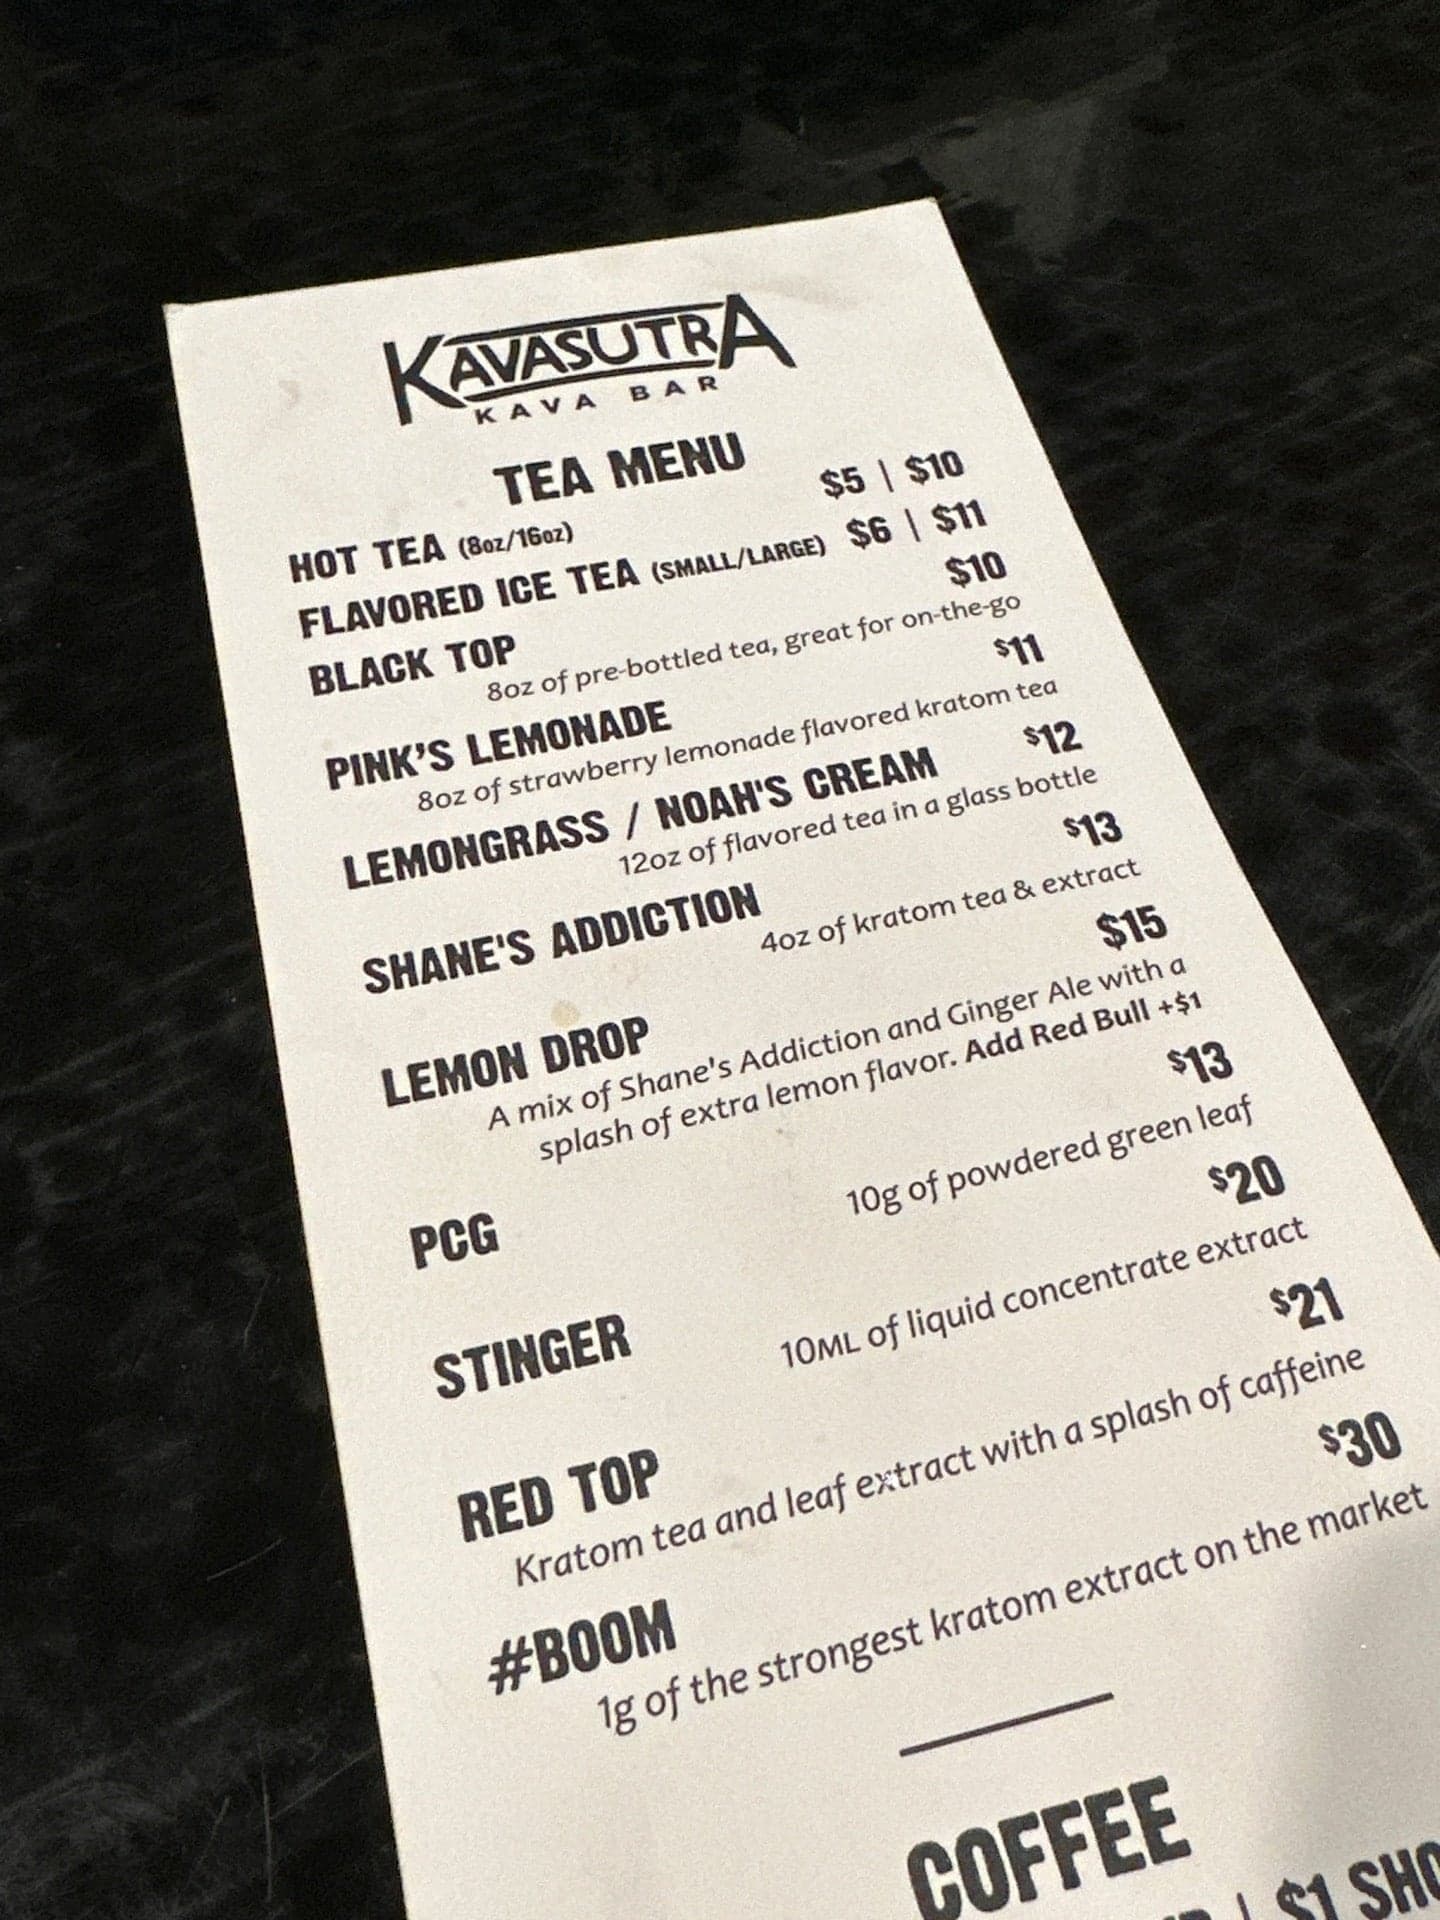 KAVASUTRA
KAVA BAR
TEA MENU
HOT TEA (8oz/16oz) $5 | $10
FLAVORED ICE TEA (SMALL/LARGE) $6 | $11
BLACK TOP $10
8oz of pre-bottled tea, great for on-the-go
PINK'S LEMONADE $11
8oz of strawberry lemonade flavored kratom tea
LEMONGRASS / NOAH'S CREAM $12
12oz of flavored tea in a glass bottle
SHANE'S ADDICTION $13
4oz of kratom tea & extract
LEMON DROP $15
A mix of Shane's Addiction and Ginger Ale with a
splash of extra lemon flavor. Add Red Bull +$1
PCG $13
10g of powdered green leaf
STINGER $20
10ML of liquid concentrate extract
RED TOP $21
Kratom tea and leaf extract with a splash of caffeine
#BOOM $30
1g of the strongest kratom extract on the market
COFFEE
| $1